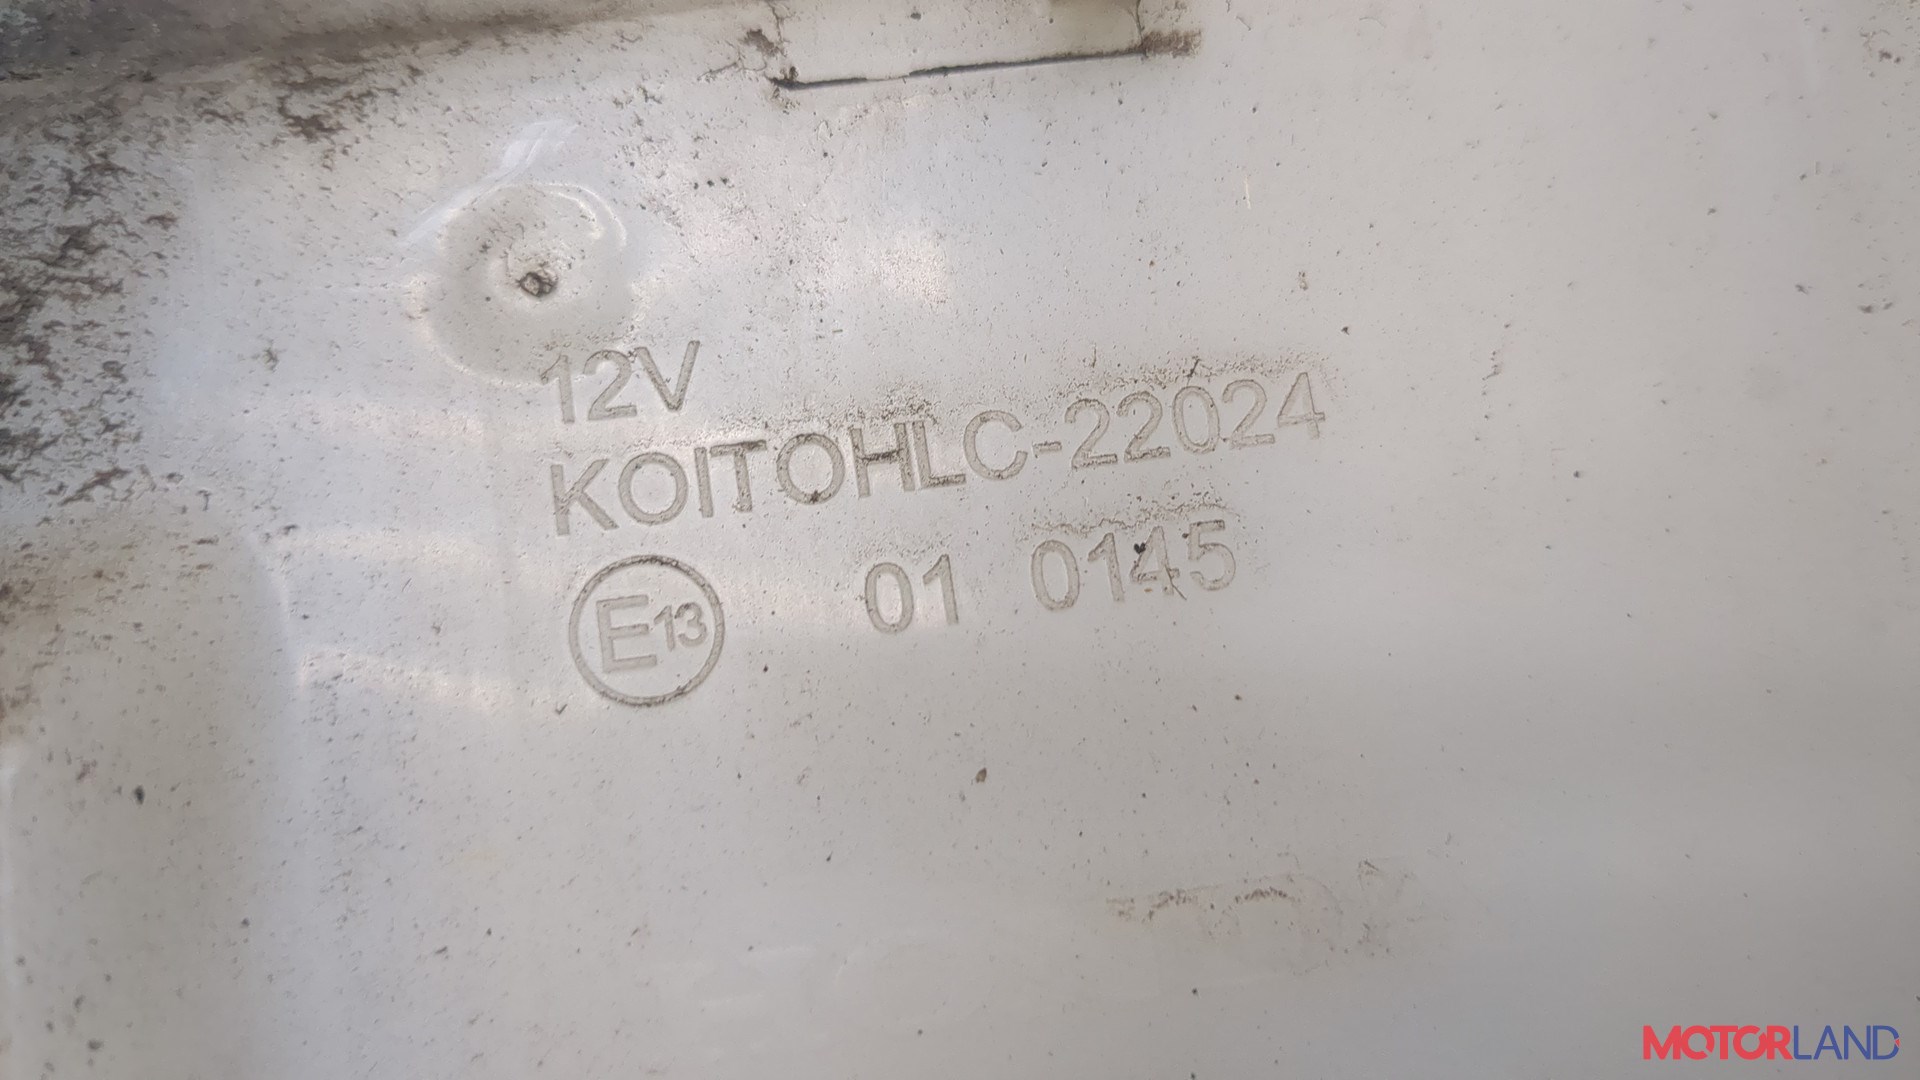 12V
KOITOHLC-22024
E13 01 0145
MOTORLAND